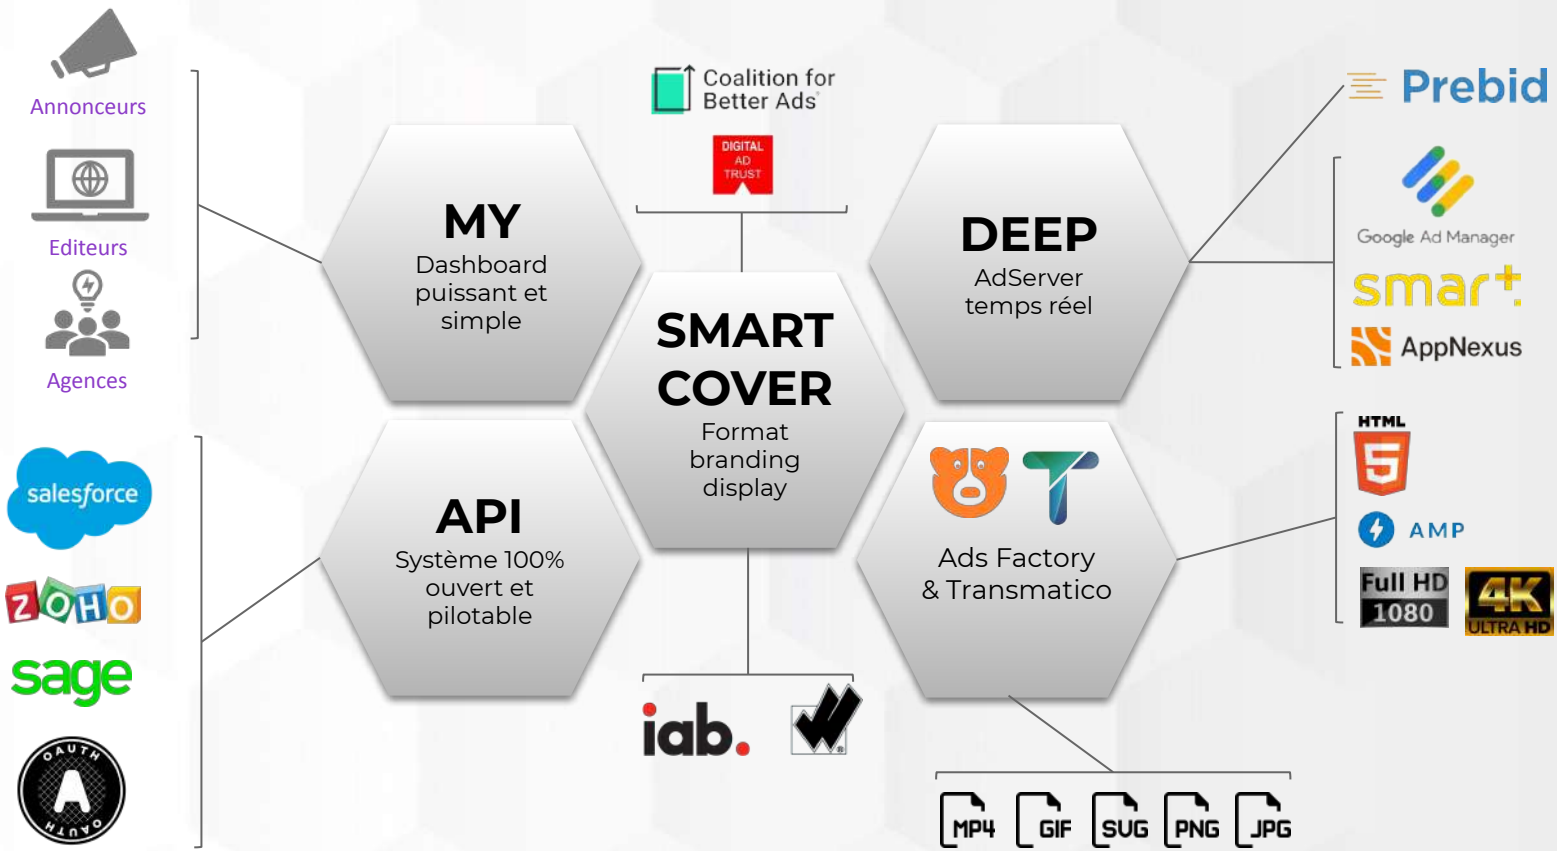 Annonceurs
Editeurs
Agences
salesforce
ZOHO
sage
OAUTH
A
OAUTH
MY
Dashboard
puissant et
simple
API
Système 100%
ouvert et
pilotable
Coalition for
Better Ads
DIGITAL
AD
TRUST
SMART
COVER
Format
branding
display
iab.
DEEP
AdServer
temps réel
Ads Factory
& Transmatico
Prebid
Google Ad Manager
smart
AppNexus
HTML
5
AMP
Full HD
1080
4K
ULTRA HD
MP4
GIF
SVG
PNG
JPG